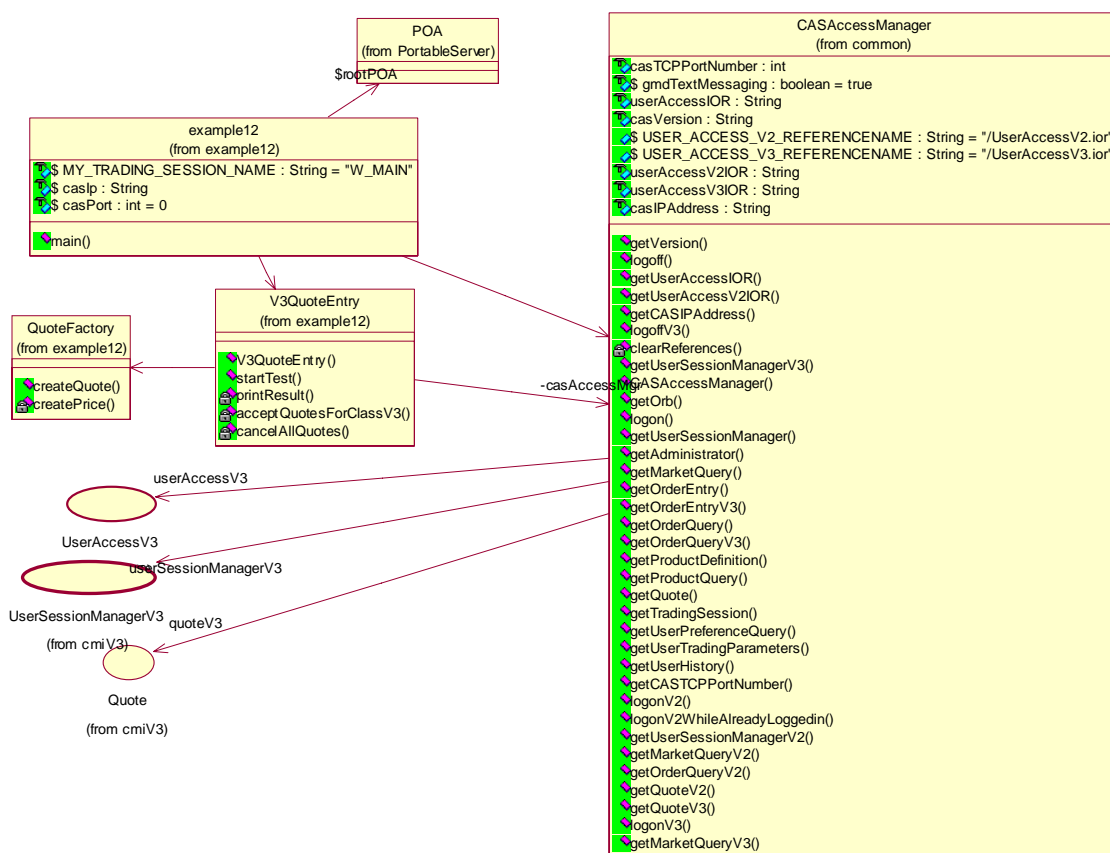 POA
(from PortableServer)
$rootPOA
example12
(from example12)
$ MY_TRADING_SESSION_NAME : String = "W_MAIN"
$ casIp : String
$ casPort : int = 0
main()
V3QuoteEntry
(from example12)
V3QuoteEntry()
startTest()
printResult()
acceptQuotesForClassV3()
cancelAllQuotes()
QuoteFactory
(from example12)
createQuote()
createPrice()
-casAccessMgr
userAccessV3
UserAccessV3
userSessionManagerV3
UserSessionManagerV3
(from cmiV3)
quoteV3
Quote
(from cmiV3)
CASAccessManager
(from common)
casTCPPortNumber : int
$ gmdTextMessaging : boolean = true
userAccessIOR : String
casVersion : String
$ USER_ACCESS_V2_REFERENCENAME : String = "/UserAccessV2.ior"
$ USER_ACCESS_V3_REFERENCENAME : String = "/UserAccessV3.ior"
userAccessV2IOR : String
userAccessV3IOR : String
casIPAddress : String
getVersion()
logoff()
getUserAccessIOR()
getUserAccessV2IOR()
getCASIPAddress()
logoffV3()
clearReferences()
getUserSessionManagerV3()
CASAccessManager()
getOrb()
logon()
getUserSessionManager()
getAdministrator()
getMarketQuery()
getOrderEntry()
getOrderEntryV3()
getOrderQuery()
getOrderQueryV3()
getProductDefinition()
getProductQuery()
getQuote()
getTradingSession()
getUserPreferenceQuery()
getUserTradingParameters()
getUserHistory()
getCASTCPPortNumber()
logonV2()
logonV2WhileAlreadyLoggedin()
getUserSessionManagerV2()
getMarketQueryV2()
getOrderQueryV2()
getQuoteV2()
getQuoteV3()
logonV3()
getMarketQueryV3()